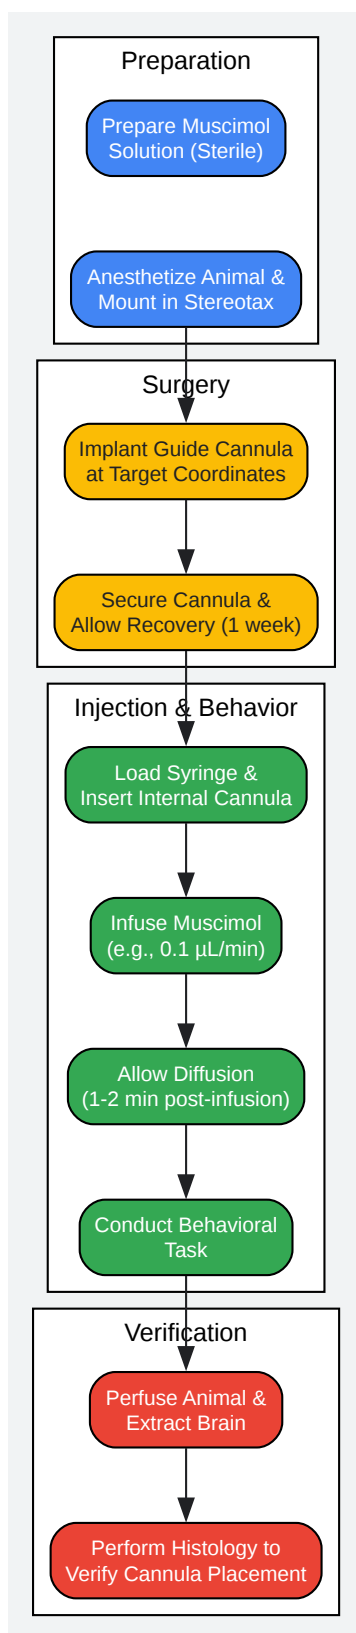 Preparation
Prepare Muscimol
Solution (Sterile)
Anesthetize Animal &
Mount in Stereotax
Surgery
Implant Guide Cannula
at Target Coordinates
Secure Cannula &
Allow Recovery (1 week)
Injection & Behavior
Load Syringe &
Insert Internal Cannula
Infuse Muscimol
(e.g., 0.1 µL/min)
Allow Diffusion
(1-2 min post-infusion)
Conduct Behavioral
Task
Verification
Perfuse Animal &
Extract Brain
Perform Histology to
Verify Cannula Placement